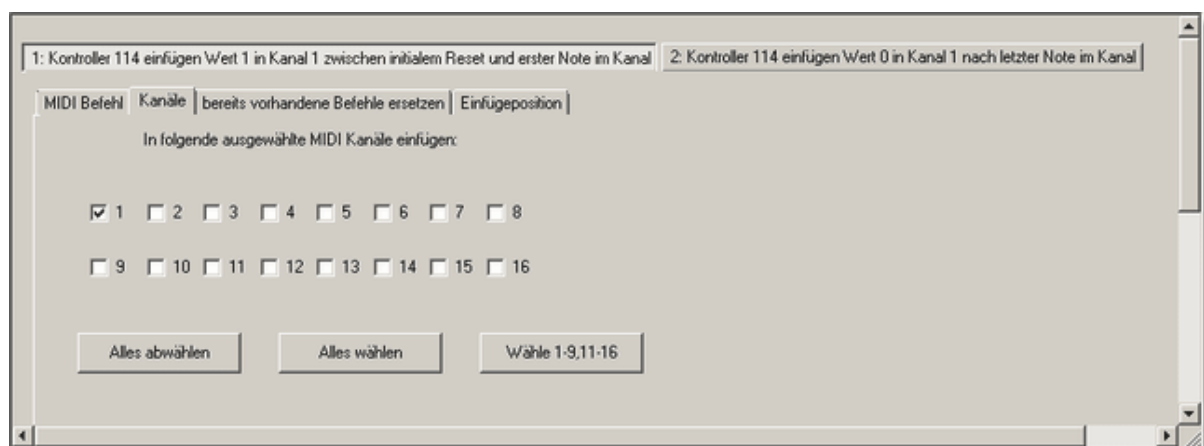 1: Kontroller 114 einfügen Wert 1 in Kanal 1 zwischen initialem Reset und erster Note im Kanal 2: Kontroller 114 einfügen Wert 0 in Kanal 1 nach letzter Note im Kanal
MIDI Befehl Kanäle bereits vorhandene Befehle ersetzen Einfügeposition
In folgende ausgewählte MIDI Kanäle einfügen:
1 2 3 4 5 6 7 8
9 10 11 12 13 14 15 16
Alles abwählen Alles wählen Wähle 1-9,11-16